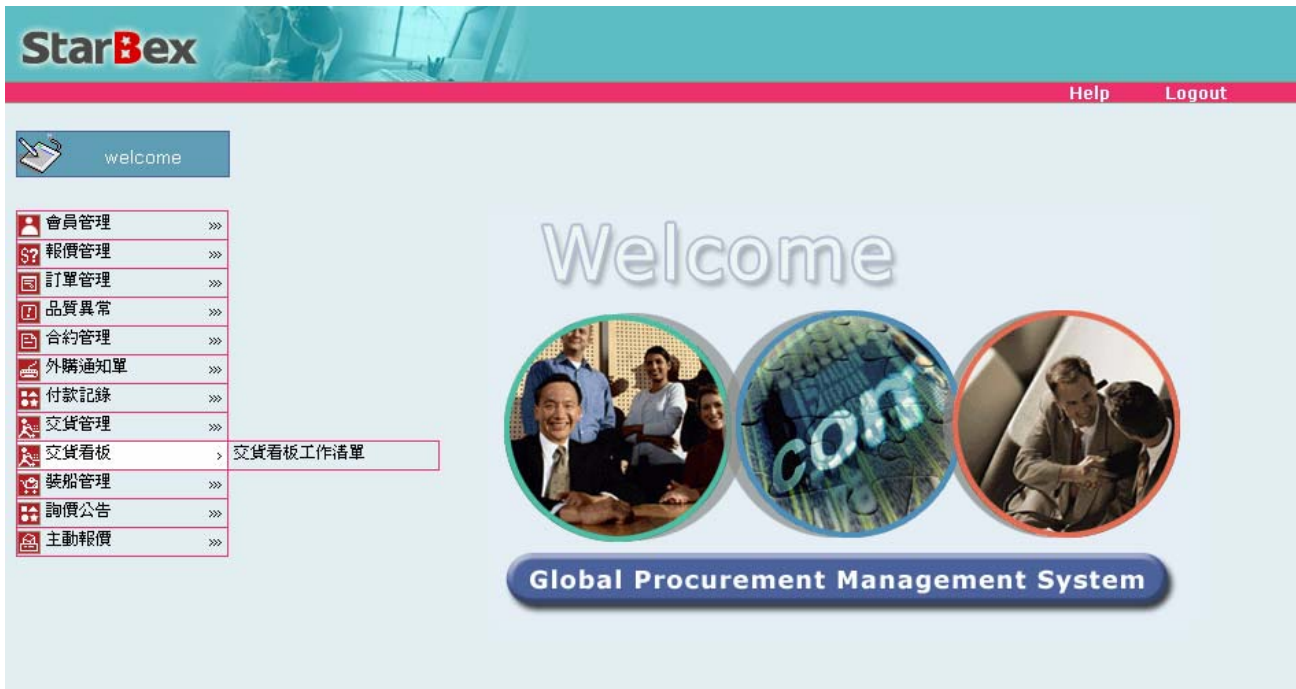 StarBex
Help Logout
welcome
會員管理 »»
報價管理 »»
訂單管理 »»
品質異常 »»
合約管理 »»
外購通知單 »»
付款記錄 »»
交貨管理 »»
交貨看板 › 交貨看板工作清單
裝船管理 »»
詢價公告 »»
主動報價 »»
Welcome
com
Global Procurement Management System